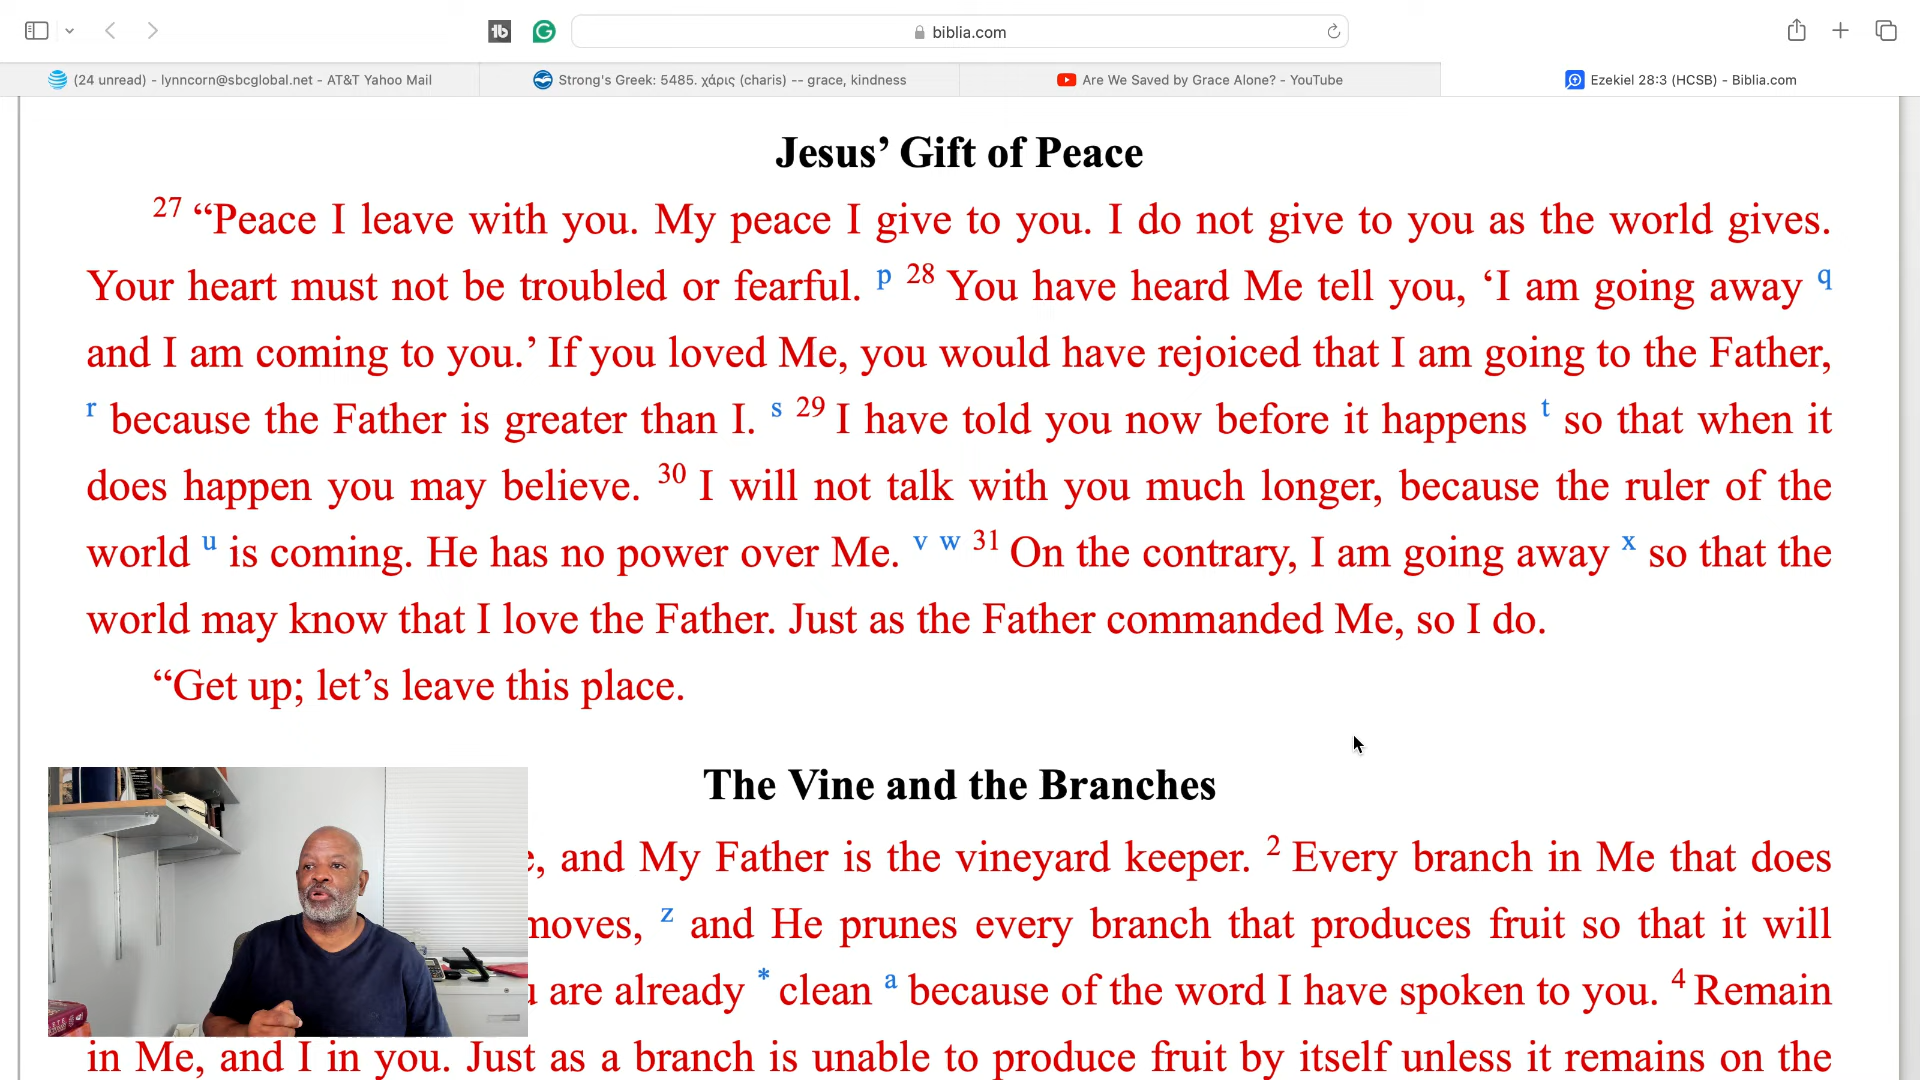 biblia.com
(24 unread) - lynncorn@sbcglobal.net - AT&T Yahoo Mail
Strong's Greek: 5485. χάρις (charis) -- grace, kindness
Are We Saved by Grace Alone? - YouTube
Ezekiel 28:3 (HCSB) - Biblia.com
Jesus’ Gift of Peace
27 “Peace I leave with you. My peace I give to you. I do not give to you as the world gives.
Your heart must not be troubled or fearful. p 28 You have heard Me tell you, ‘I am going away q
and I am coming to you.’ If you loved Me, you would have rejoiced that I am going to the Father,
r because the Father is greater than I. s 29 I have told you now before it happens t so that when it
does happen you may believe. 30 I will not talk with you much longer, because the ruler of the
world u is coming. He has no power over Me. v w 31 On the contrary, I am going away x so that the
world may know that I love the Father. Just as the Father commanded Me, so I do.
“Get up; let’s leave this place.
The Vine and the Branches
, and My Father is the vineyard keeper. 2 Every branch in Me that does
moves, z and He prunes every branch that produces fruit so that it will
are already * clean a because of the word I have spoken to you. 4 Remain
in Me, and I in you. Just as a branch is unable to produce fruit by itself unless it remains on the